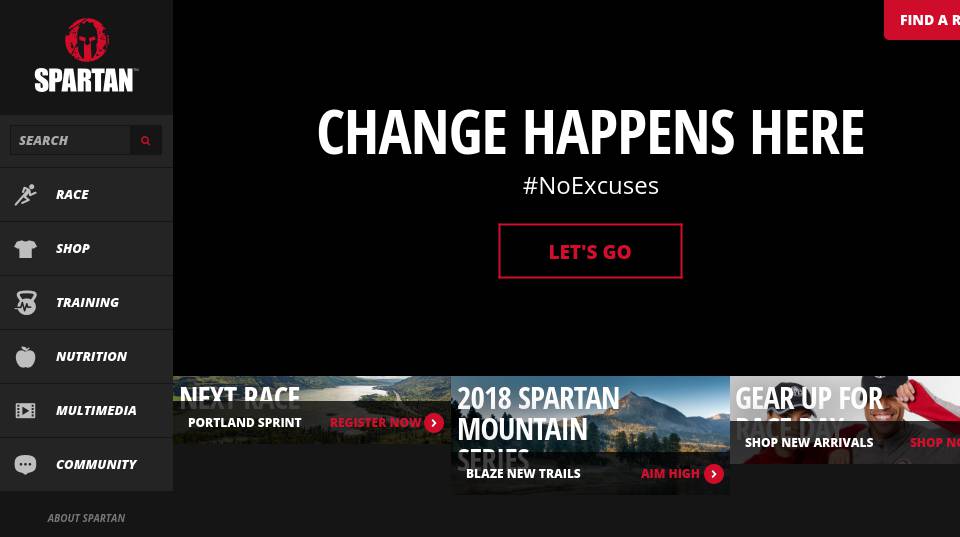 SPARTAN
SEARCH
RACE
SHOP
TRAINING
NUTRITION
MULTIMEDIA
COMMUNITY
ABOUT SPARTAN
FIND A R
CHANGE HAPPENS HERE
#NoExcuses
LET'S GO
NEXT RACE
PORTLAND SPRINT
REGISTER NOW
2018 SPARTAN
MOUNTAIN
SERIES
BLAZE NEW TRAILS
AIM HIGH
GEAR UP FOR
RACE DAY
SHOP NEW ARRIVALS
SHOP NO